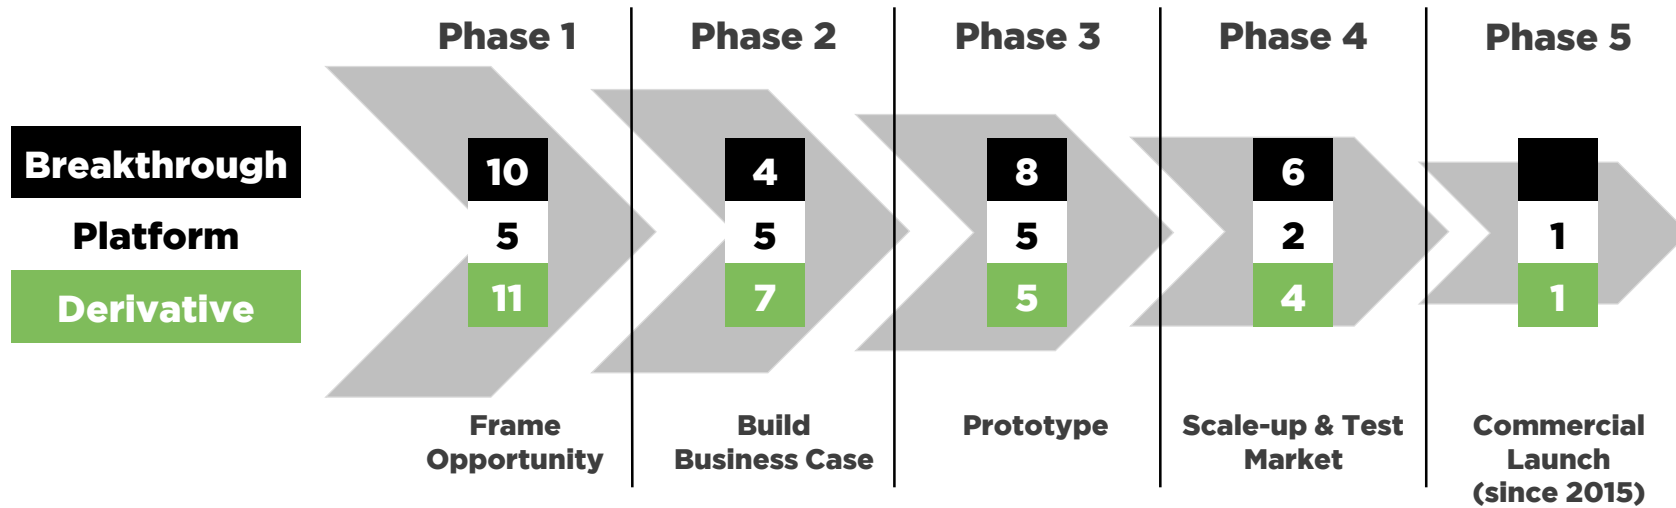 Phase 1
Phase 2
Phase 3
Phase 4
Phase 5
Breakthrough
10
4
8
6
Platform
5
5
5
2
1
Derivative
11
7
5
4
1
Frame
Opportunity
Build
Business Case
Prototype
Scale-up & Test
Market
Commercial
Launch
(since 2015)